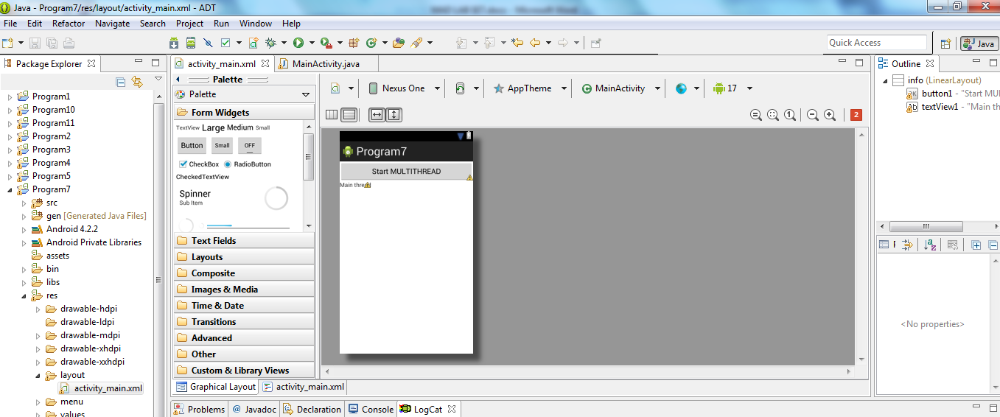 Java - Program7/res/layout/activity_main.xml - ADT
File Edit Refactor Navigate Search Project Run Window Help
Quick Access
Java
Package Explorer
Program1
Program10
Program11
Program2
Program3
Program4
Program5
Program7
src
gen [Generated Java Files]
Android 4.2.2
Android Private Libraries
assets
bin
libs
res
drawable-hdpi
drawable-ldpi
drawable-mdpi
drawable-xhdpi
drawable-xxhdpi
layout
activity_main.xml
menu
values
activity_main.xml MainActivity.java
Palette
Palette
Form Widgets
TextView Large Medium Small
Button Small OFF
CheckBox RadioButton
CheckedTextView
Spinner
Sub Item
Text Fields
Layouts
Composite
Images & Media
Time & Date
Transitions
Advanced
Other
Custom & Library Views
Nexus One AppTheme MainActivity 17
2
Program7
Start MULTITHREAD
Main thre
Graphical Layout activity_main.xml
Problems Javadoc Declaration Console LogCat
Outline
info (LinearLayout)
button1 - "Start MU
textView1 - "Main th
<No properties>